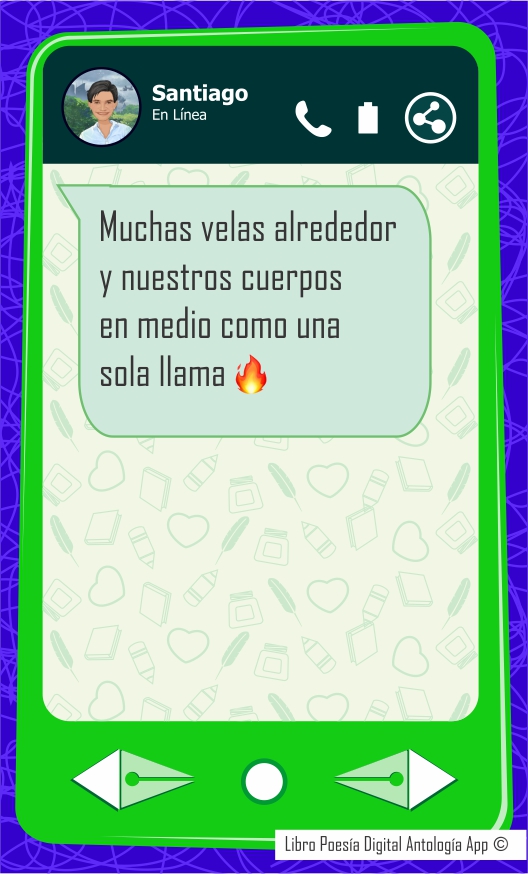 Santiago
En Línea
Muchas velas alrededor
y nuestros cuerpos
en medio como una
sola llama 🔥
Libro Poesía Digital Antología App ©